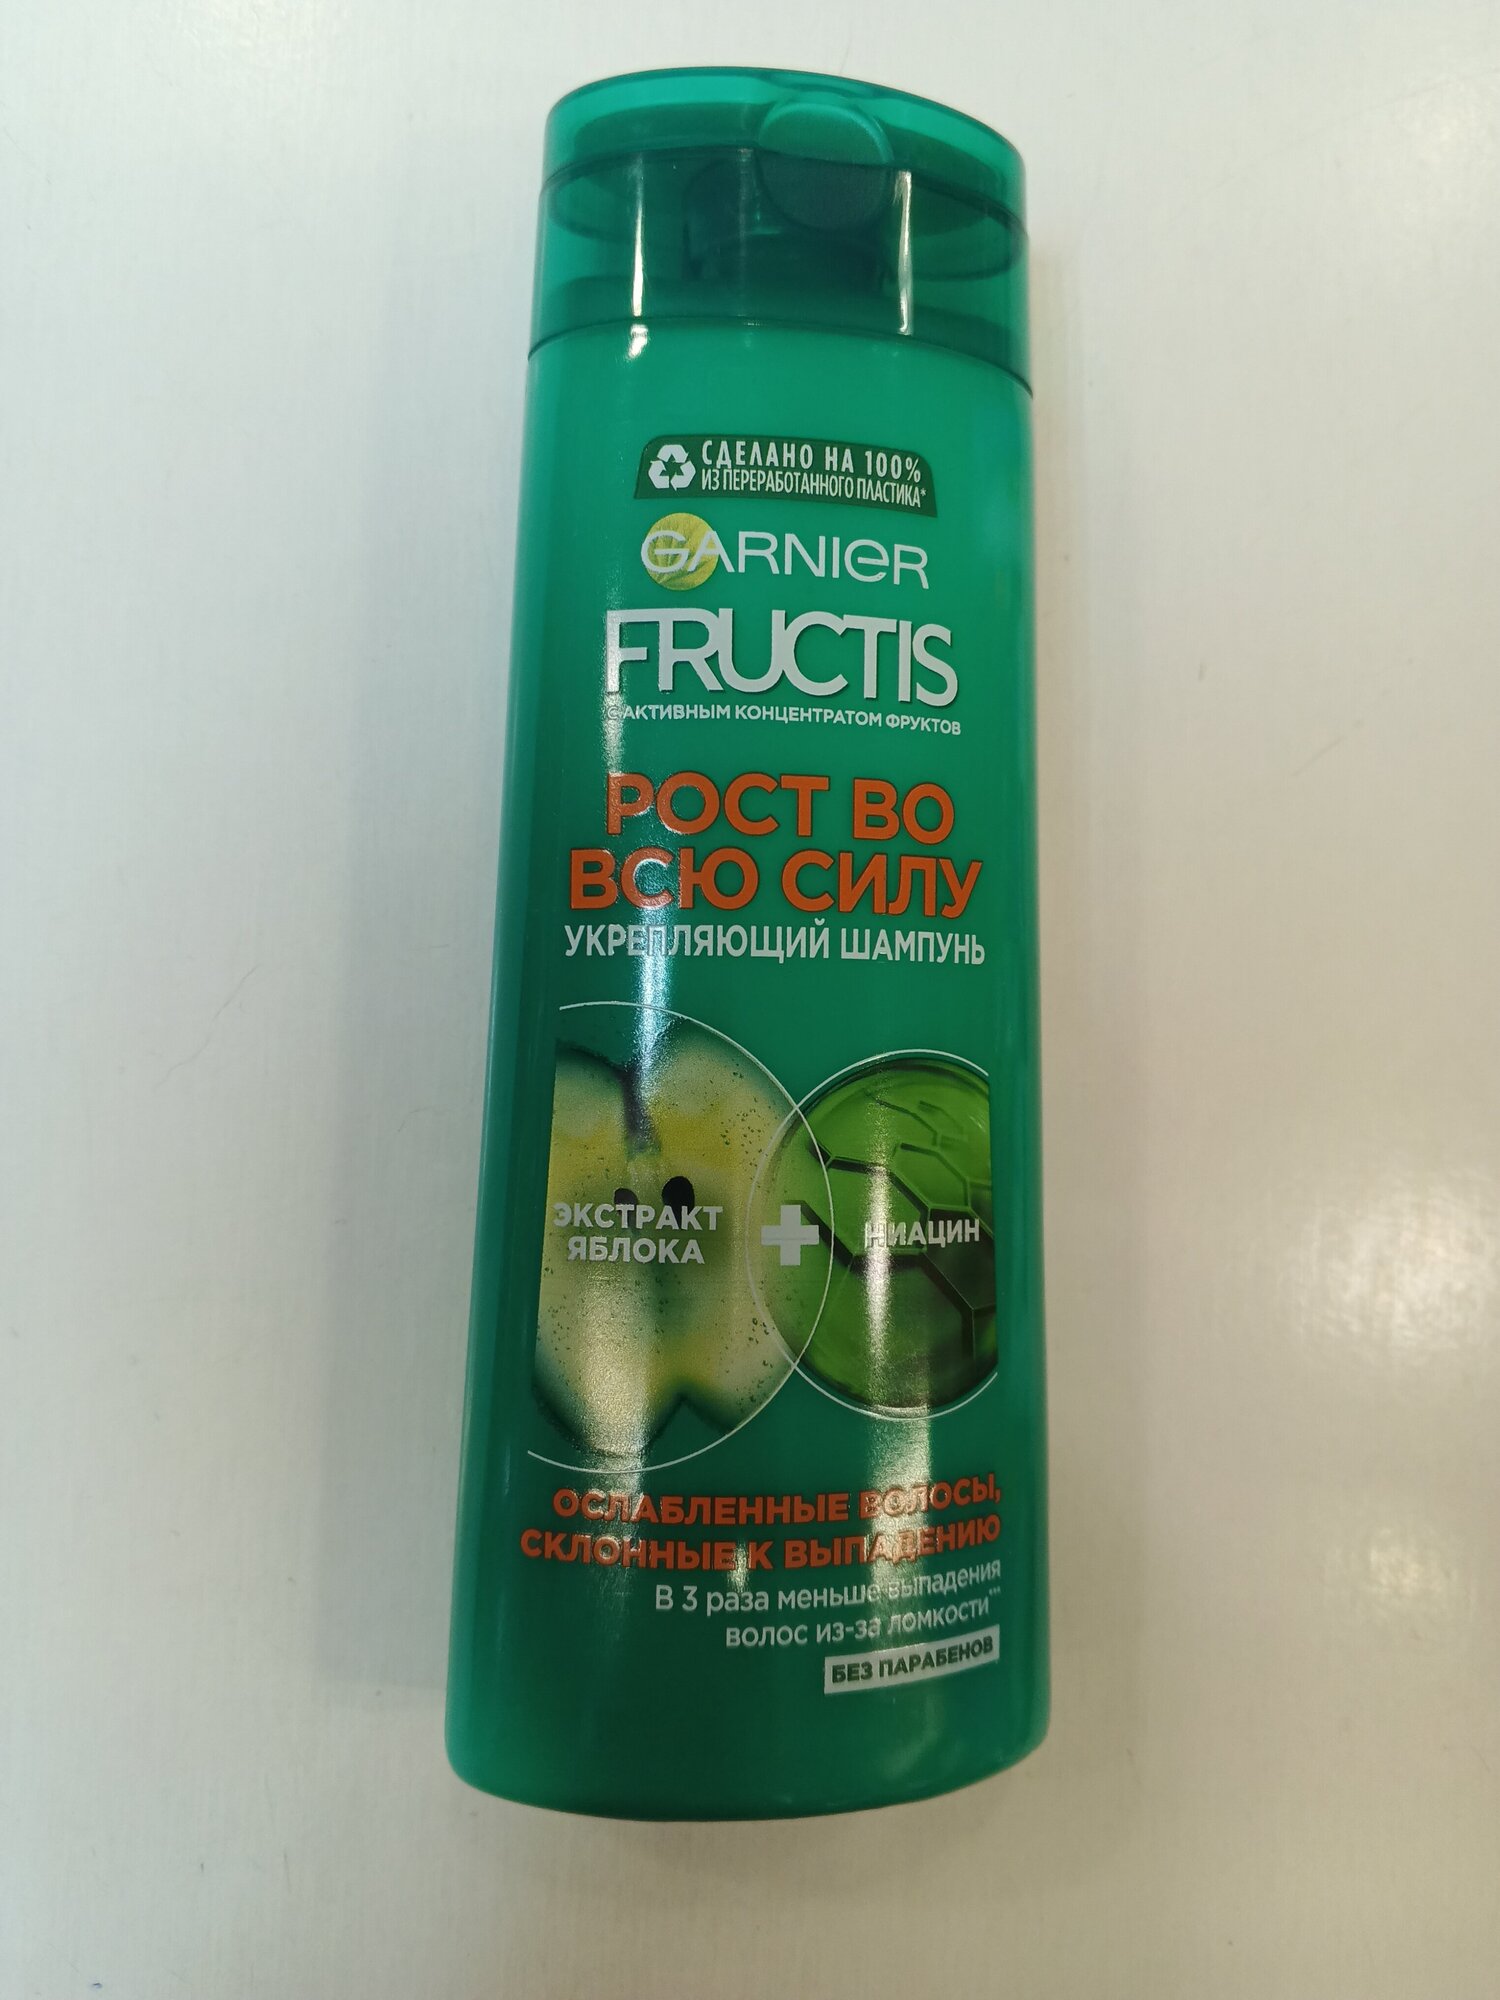 СДЕЛАНО НА 100%
ИЗ ПЕРЕРАБОТАННОГО ПЛАСТИКА*
GARNIER
FRUCTIS
С АКТИВНЫМ КОНЦЕНТРАТОМ ФРУКТОВ
РОСТ ВО
ВСЮ СИЛУ
УКРЕПЛЯЮЩИЙ ШАМПУНЬ
ЭКСТРАКТ
ЯБЛОКА
+
НИАЦИН
ОСЛАБЛЕННЫЕ ВОЛОСЫ,
СКЛОННЫЕ К ВЫПАДЕНИЮ
В 3 раза меньше выпадения
волос из-за ломкости***
БЕЗ ПАРАБЕНОВ